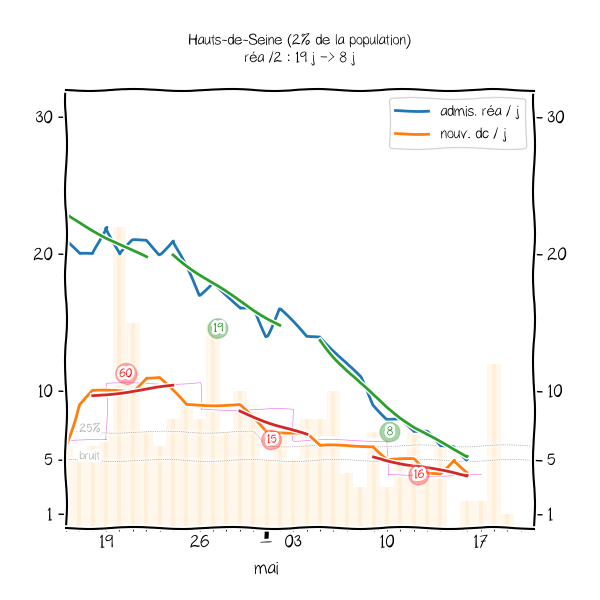 Hauts-de-Seine (2% de la population)
réa /2 : 19 j -> 8 j
admis. réa / j
nouv. dc / j
30 30
20 20
19
60
10 10
25%
8
15
bruit
5 5
16
1 1
19 26 03 10 17
mai